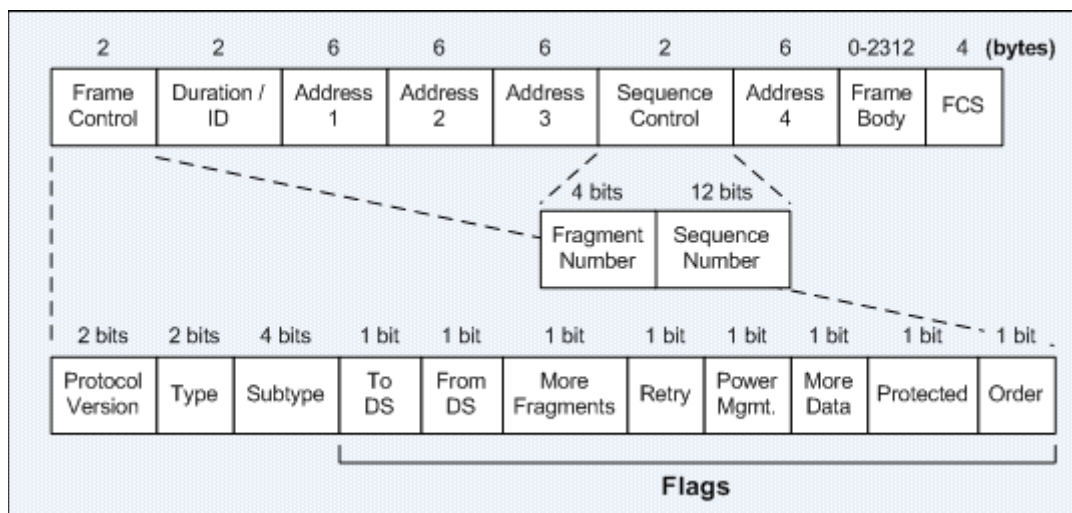 2 2 6 6 6 2 6 0-2312 4 (bytes)
Frame Control
Duration / ID
Address 1
Address 2
Address 3
Sequence Control
Address 4
Frame Body
FCS
4 bits 12 bits
Fragment Number
Sequence Number
2 bits 2 bits 4 bits 1 bit 1 bit 1 bit 1 bit 1 bit 1 bit 1 bit 1 bit
Protocol Version
Type
Subtype
To DS
From DS
More Fragments
Retry
Power Mgmt.
More Data
Protected
Order
Flags